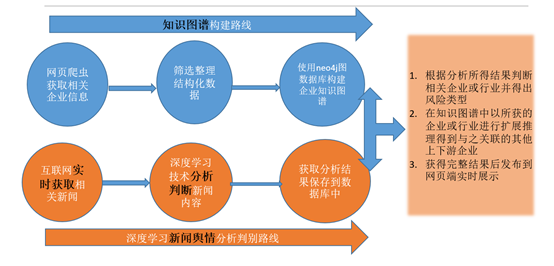 知识图谱构建路线
网页爬虫
获取相关
企业信息
筛选整理
结构化数
据
使用neo4j图
数据库构建
企业知识图
谱
互联网实
时获取相
关新闻
深度学习
技术分析
判断新闻
内容
获取分析结
果保存到数
据库中
深度学习新闻舆情分析判别路线
1. 根据分析所得结果判断
相关企业或行业并得出
风险类型
2. 在知识图谱中以所获的
企业或行业进行扩展推
理得到与之关联的其他
上下游企业
3. 获得完整结果后发布到
网页端实时展示